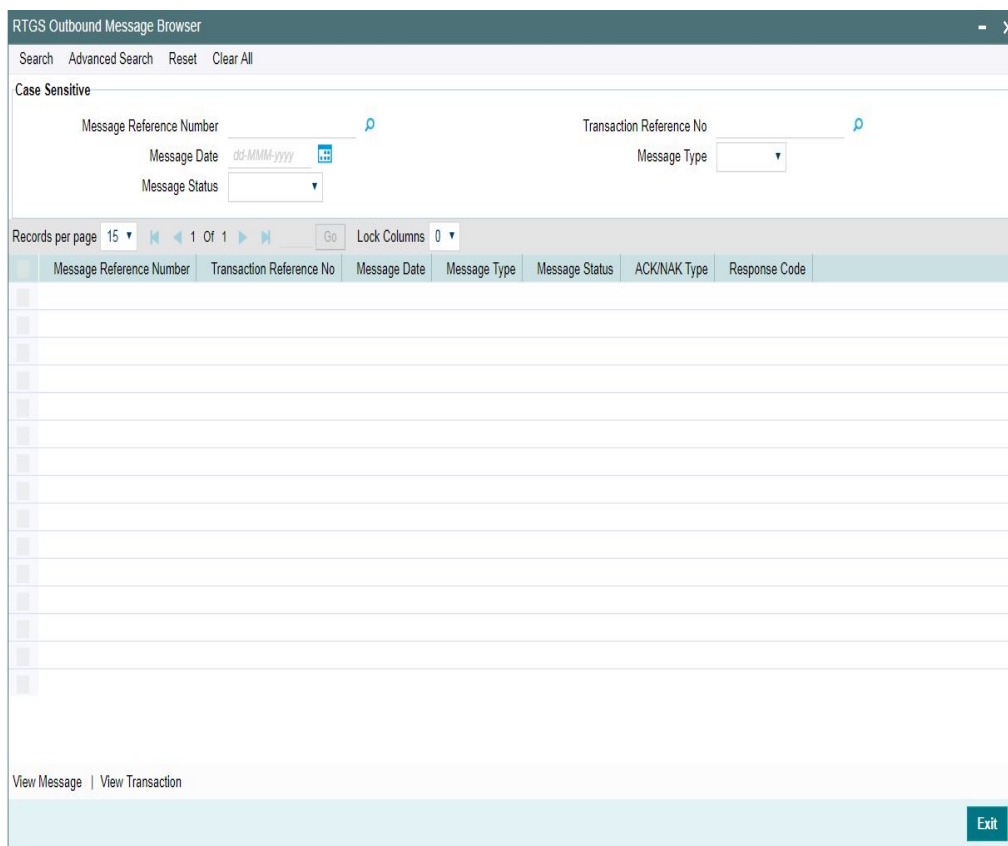 RTGS Outbound Message Browser
Search Advanced Search Reset Clear All
Case Sensitive
Message Reference Number Transaction Reference No
Message Date dd-MMM-yyyy Message Type
Message Status
Records per page 15 1 Of 1 Go Lock Columns 0
Message Reference Number Transaction Reference No Message Date Message Type Message Status ACK/NAK Type Response Code
View Message | View Transaction
Exit